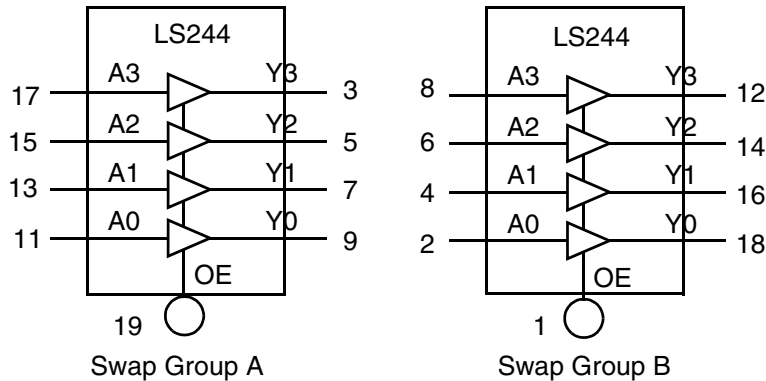 LS244
17 A3 Y3 3
15 A2 Y2 5
13 A1 Y1 7
11 A0 Y0 9
OE
19
Swap Group A
LS244
8 A3 Y3 12
6 A2 Y2 14
4 A1 Y1 16
2 A0 Y0 18
OE
1
Swap Group B